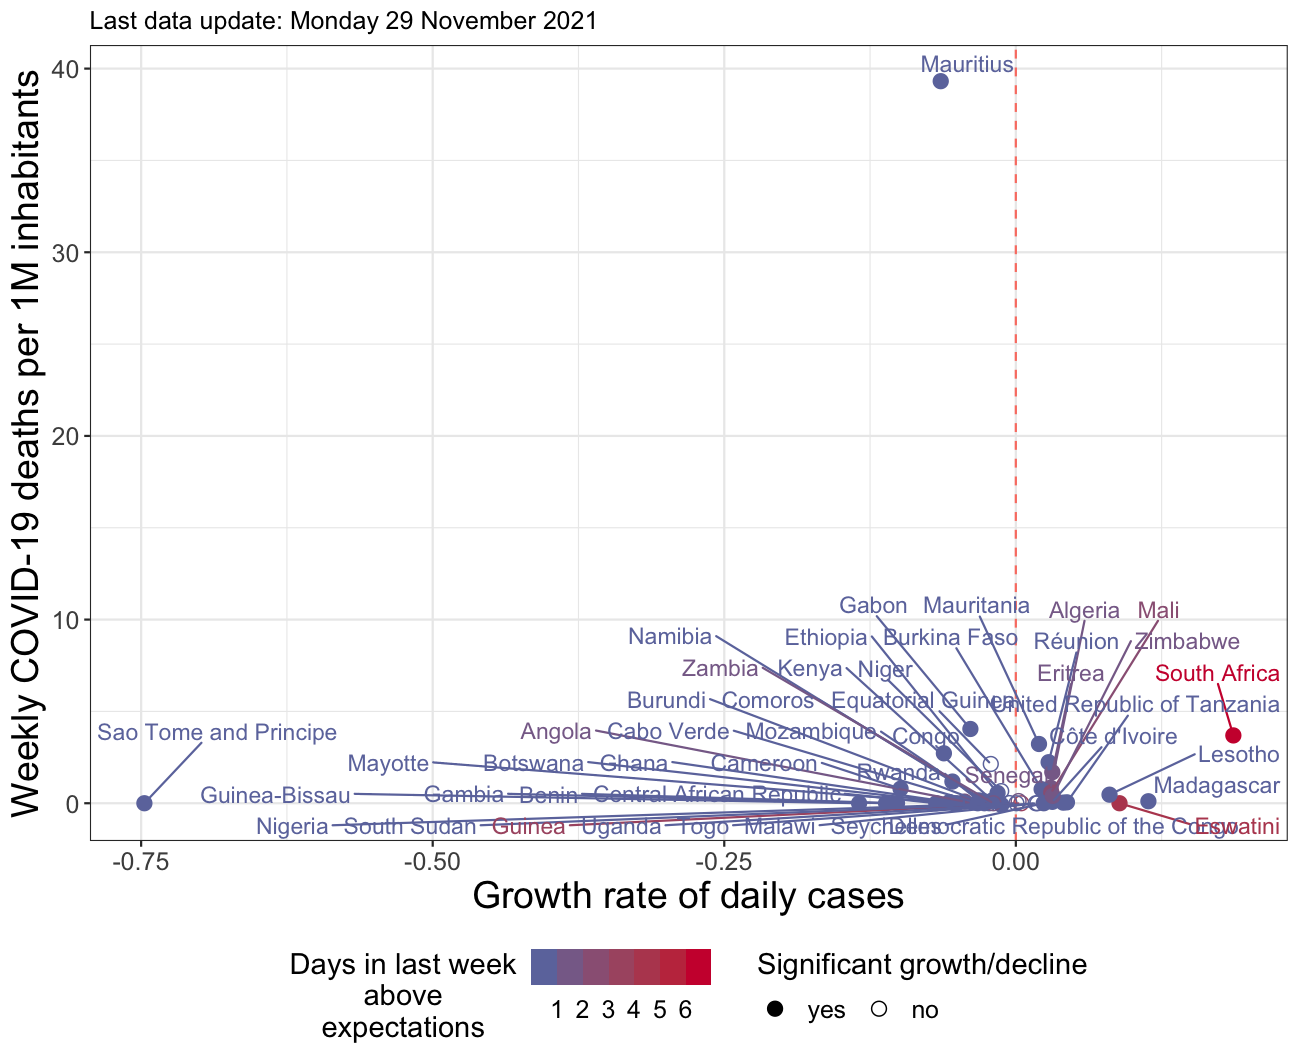 Last data update: Monday 29 November 2021
Weekly COVID-19 deaths per 1M inhabitants
40
30
20
10
0
Mauritius
Gabon Mauritania Algeria Mali
Namibia Ethiopia Burkina Faso Réunion Zimbabwe
Zambia Kenya Niger Eritrea South Africa
Burundi Comoros Equatorial Guinea United Republic of Tanzania
Sao Tome and Principe Angola Cabo Verde Mozambique Congo Côte d'Ivoire
Lesotho
Mayotte Botswana Ghana Cameroon Rwanda Senegal
Madagascar
Guinea-Bissau Gambia Benin Central African Republic
Nigeria South Sudan Guinea Uganda Togo Malawi Seychelles Democratic Republic of the Congo Eswatini
-0.75 -0.50 -0.25 0.00
Growth rate of daily cases
Days in last week
above
expectations
1 2 3 4 5 6
Significant growth/decline
yes no